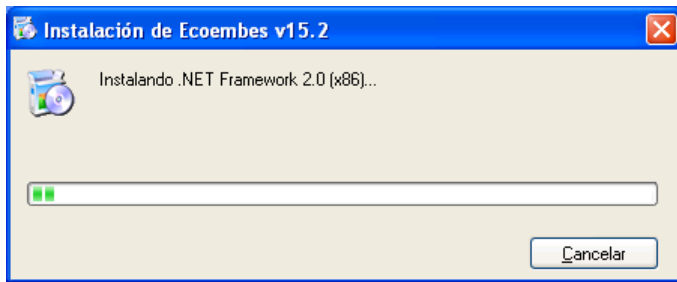 Instalación de Ecoembes v15.2
Instalando .NET Framework 2.0 (x86)...
Cancelar